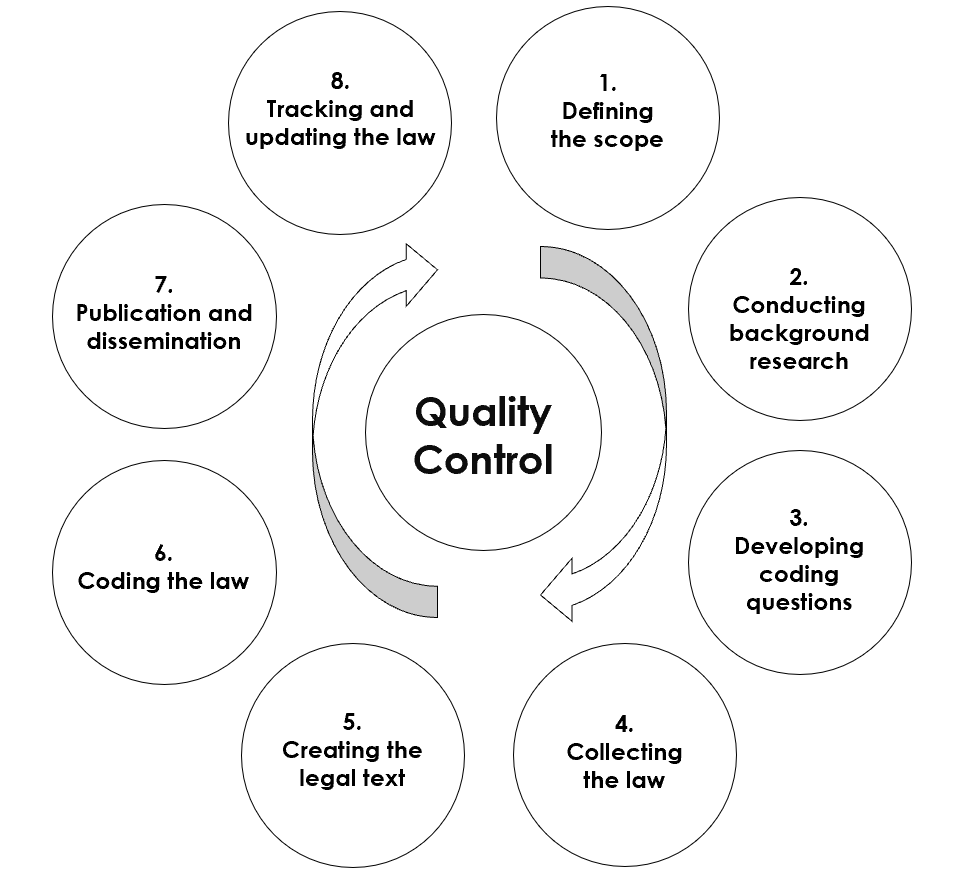 1.
Defining
the scope
2.
Conducting
background
research
3.
Developing
coding
questions
4.
Collecting
the law
5.
Creating the
legal text
6.
Coding the law
7.
Publication and
dissemination
8.
Tracking and
updating the law
Quality
Control